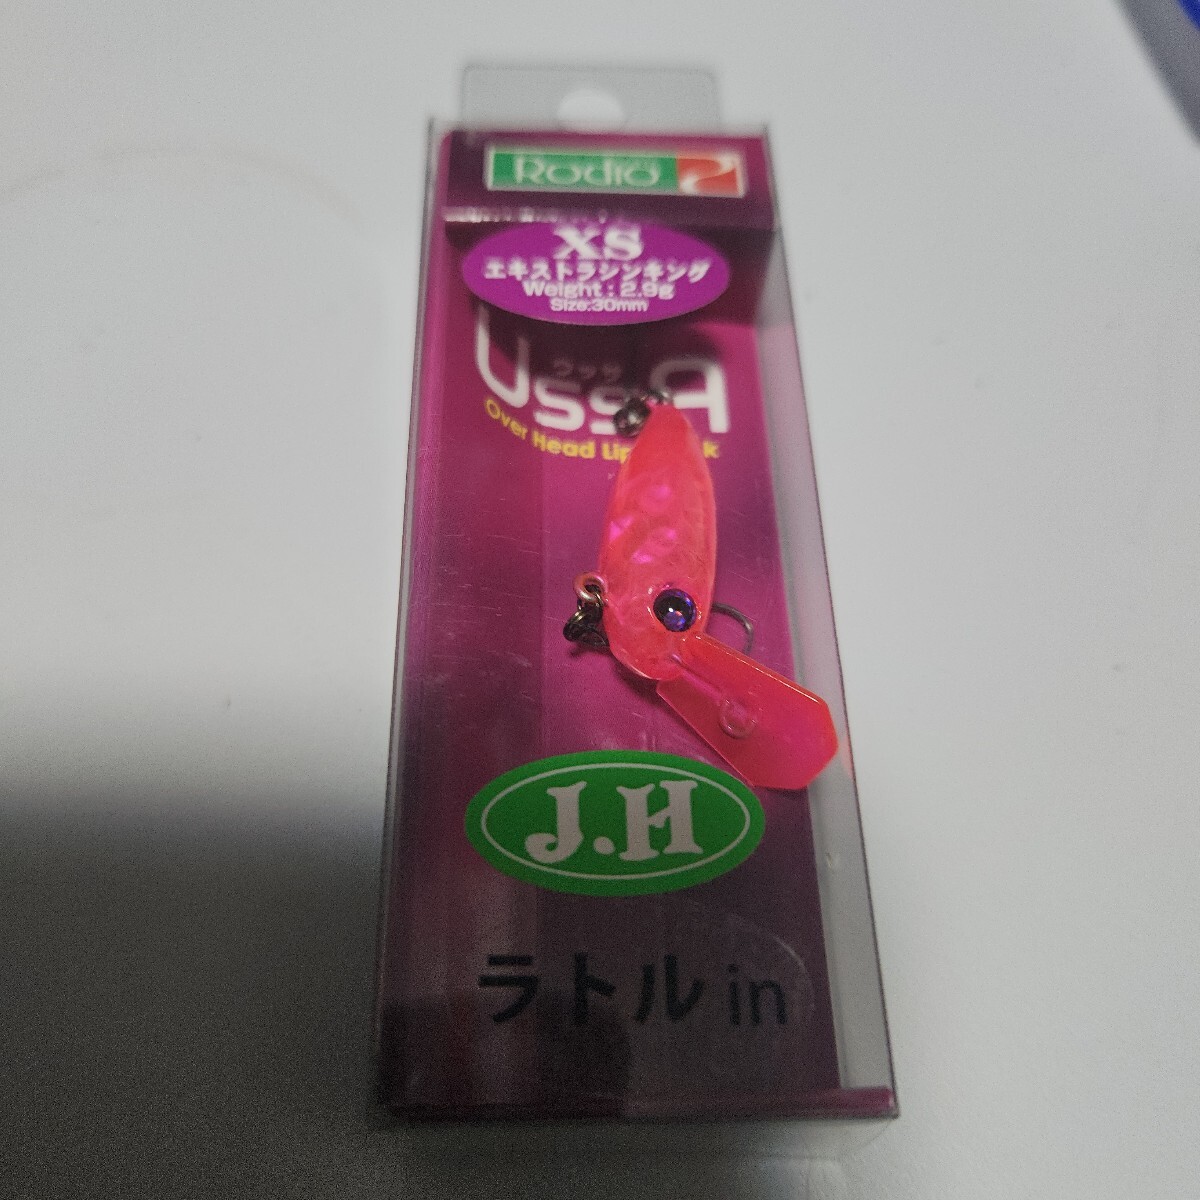 Rodio
XS
エキストラシンキング
Weight : 2.9g
Size:30mm
ウッサ
UssA
Over Head Lip
J.H
ラトル in